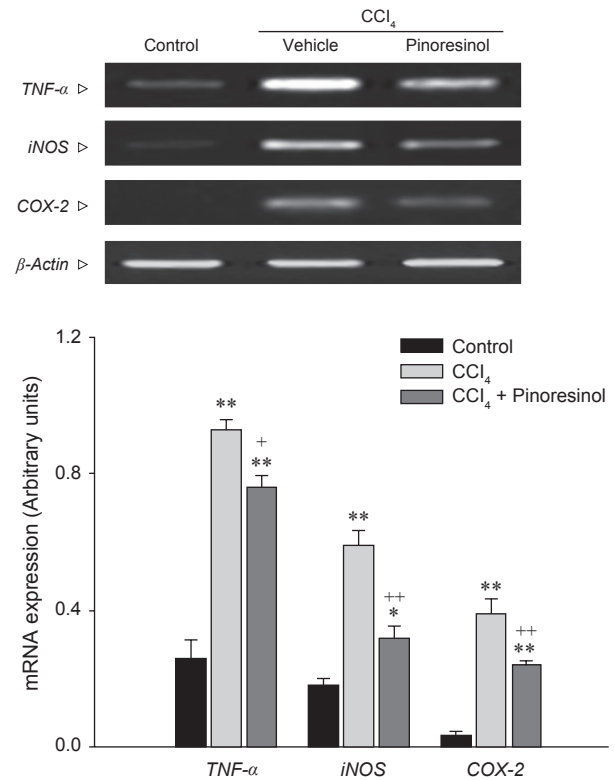 CCl₄
Control Vehicle Pinoresinol
TNF-α ▷
iNOS ▷
COX-2 ▷
β-Actin ▷
mRNA expression (Arbitrary units)
1.2
0.8
0.4
0.0
Control
CCl₄
CCl₄ + Pinoresinol
**
+
**
**
++
*
**
++
**
TNF-α iNOS COX-2